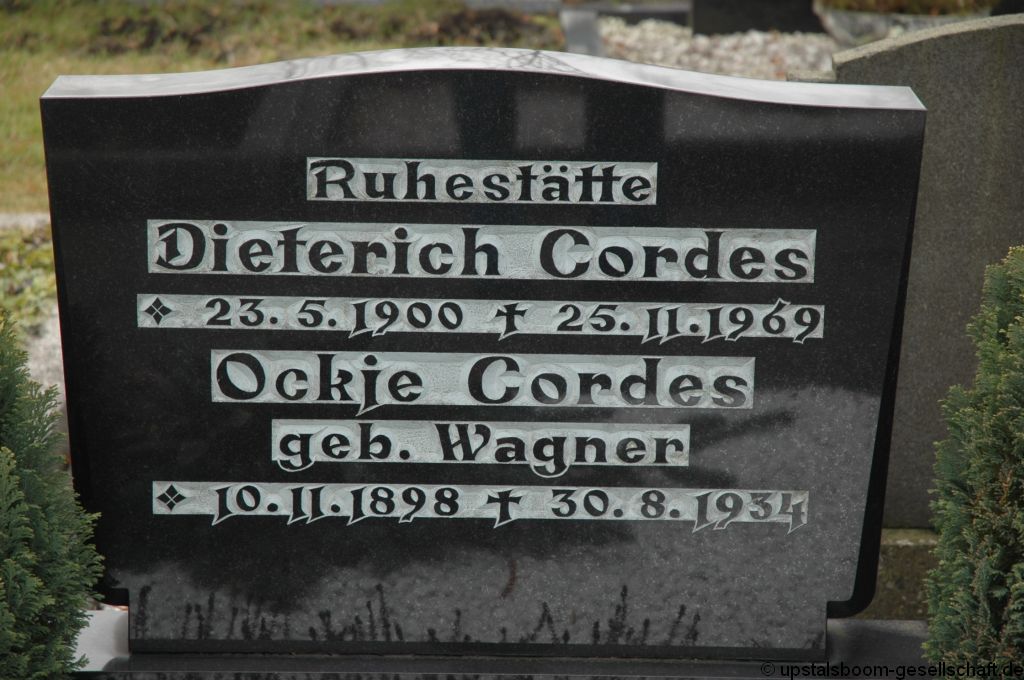 Ruhestätte
Dieterich Cordes
❖ 23.5.1900 ✝ 25.11.1969
Ockje Cordes
geb. Wagner
❖ 10.11.1898 ✝ 30.8.1934
© upstalsboom-gesellschaft.de